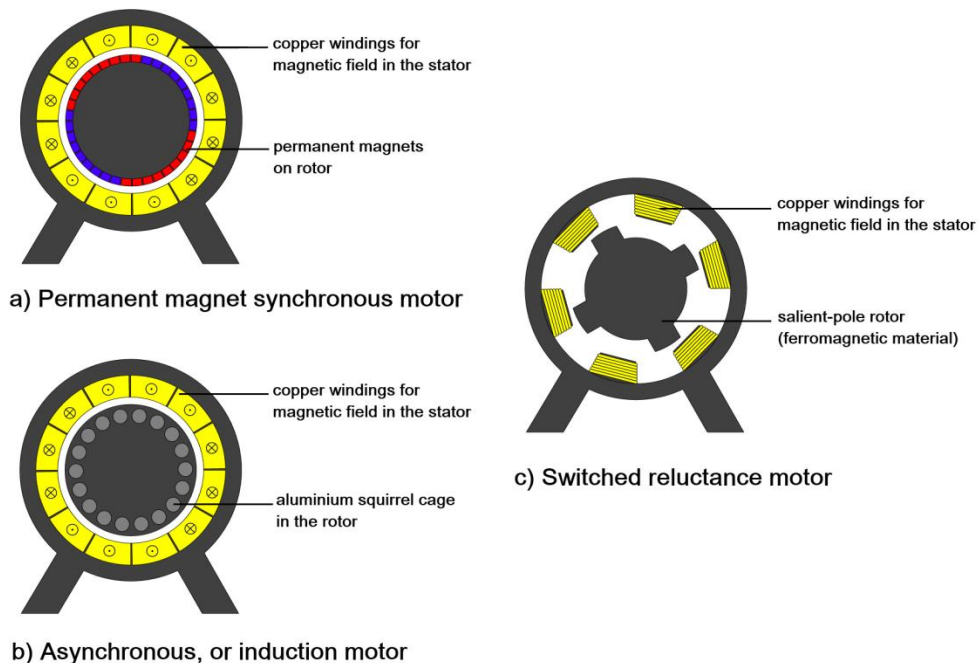 copper windings for
magnetic field in the stator
permanent magnets
on rotor
a) Permanent magnet synchronous motor
copper windings for
magnetic field in the stator
aluminium squirrel cage
in the rotor
b) Asynchronous, or induction motor
copper windings for
magnetic field in the stator
salient-pole rotor
(ferromagnetic material)
c) Switched reluctance motor